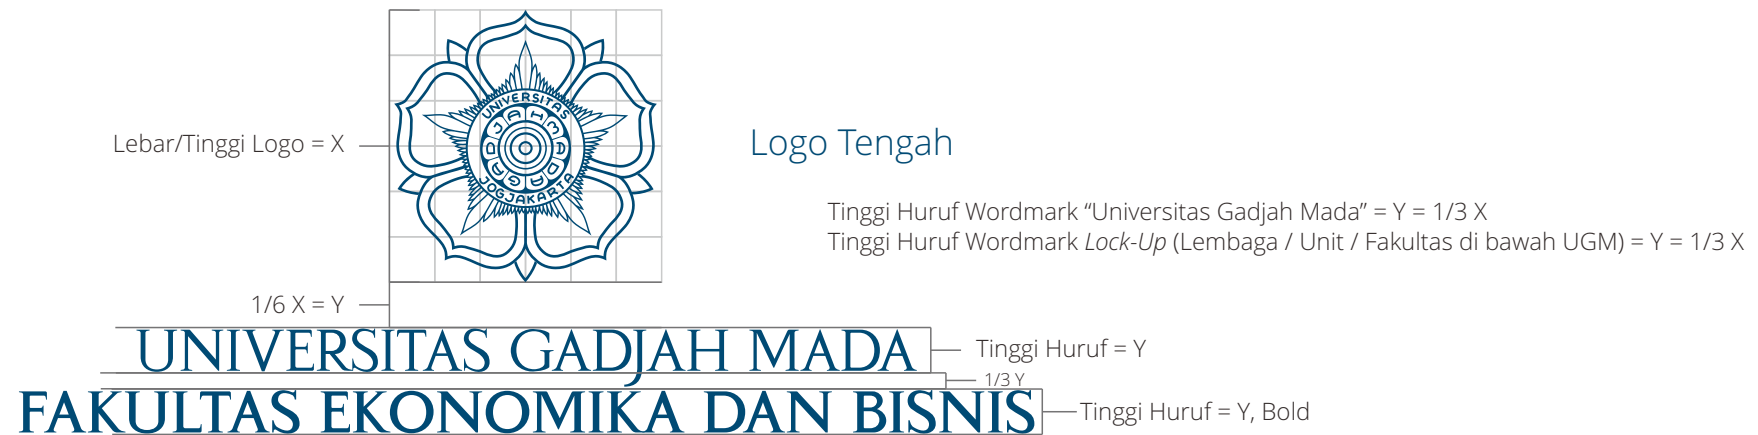 UNIVERSITAS
GADJAH MADA
JOGJAKARTA
Lebar/Tinggi Logo = X
Logo Tengah
Tinggi Huruf Wordmark “Universitas Gadjah Mada” = Y = 1/3 X
Tinggi Huruf Wordmark Lock-Up (Lembaga / Unit / Fakultas di bawah UGM) = Y = 1/3 X
1/6 X = Y
UNIVERSITAS GADJAH MADA
Tinggi Huruf = Y
1/3 Y
FAKULTAS EKONOMIKA DAN BISNIS
Tinggi Huruf = Y, Bold